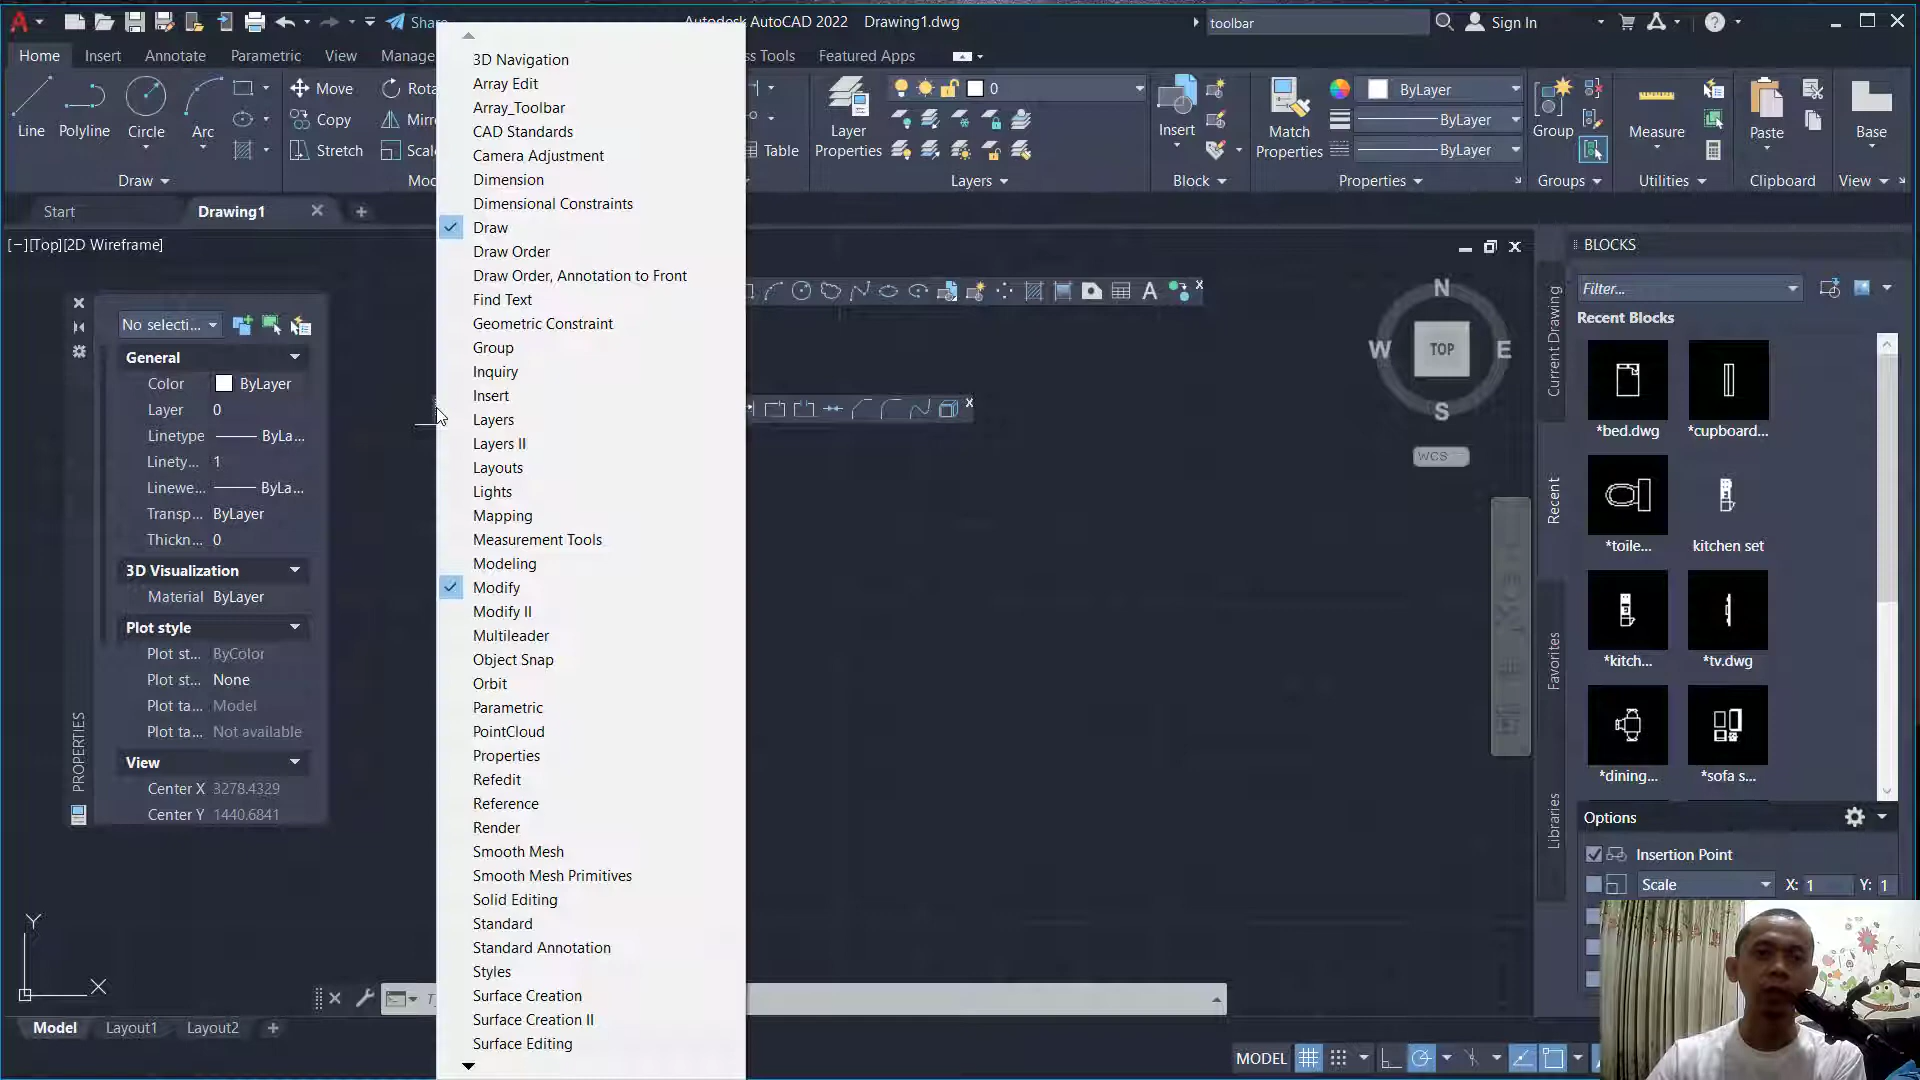 Share
Autodesk AutoCAD 2022 Drawing1.dwg
toolbar
Sign In
Home Insert Annotate Parametric View Manage
ss Tools Featured Apps
Line Polyline Circle Arc
Draw
Move Rota
Copy Mirr
Stretch Scal
Mod
Table
Layer
Properties
0
Layers
Insert
Block
Match
Properties
ByLayer
ByLayer
ByLayer
Properties
Group
Groups
Measure
Utilities
Paste
Clipboard
Base
View
Start Drawing1
[−][Top][2D Wireframe]
3D Navigation
Array Edit
Array_Toolbar
CAD Standards
Camera Adjustment
Dimension
Dimensional Constraints
Draw
Draw Order
Draw Order, Annotation to Front
Find Text
Geometric Constraint
Group
Inquiry
Insert
Layers
Layers II
Layouts
Lights
Mapping
Measurement Tools
Modeling
Modify
Modify II
Multileader
Object Snap
Orbit
Parametric
PointCloud
Properties
Refedit
Reference
Render
Smooth Mesh
Smooth Mesh Primitives
Solid Editing
Standard
Standard Annotation
Styles
Surface Creation
Surface Creation II
Surface Editing
No selecti...
General
Color ByLayer
Layer 0
Linetype ByLa...
Linety... 1
Linewe... ByLa...
Transp... ByLayer
Thickn... 0
3D Visualization
Material ByLayer
Plot style
Plot st... ByColor
Plot st... None
Plot ta... Model
Plot ta... Not available
View
Center X 3278.4329
Center Y 1440.6841
PROPERTIES
A
N
W TOP E
S
WCS
BLOCKS
Filter...
Recent Blocks
Current Drawing
Recent
Favorites
Libraries
*bed.dwg *cupboard...
*toile... kitchen set
*kitch... *tv.dwg
*dining... *sofa s...
Options
Insertion Point
Scale X: 1 Y: 1
Y
X
Model Layout1 Layout2
MODEL